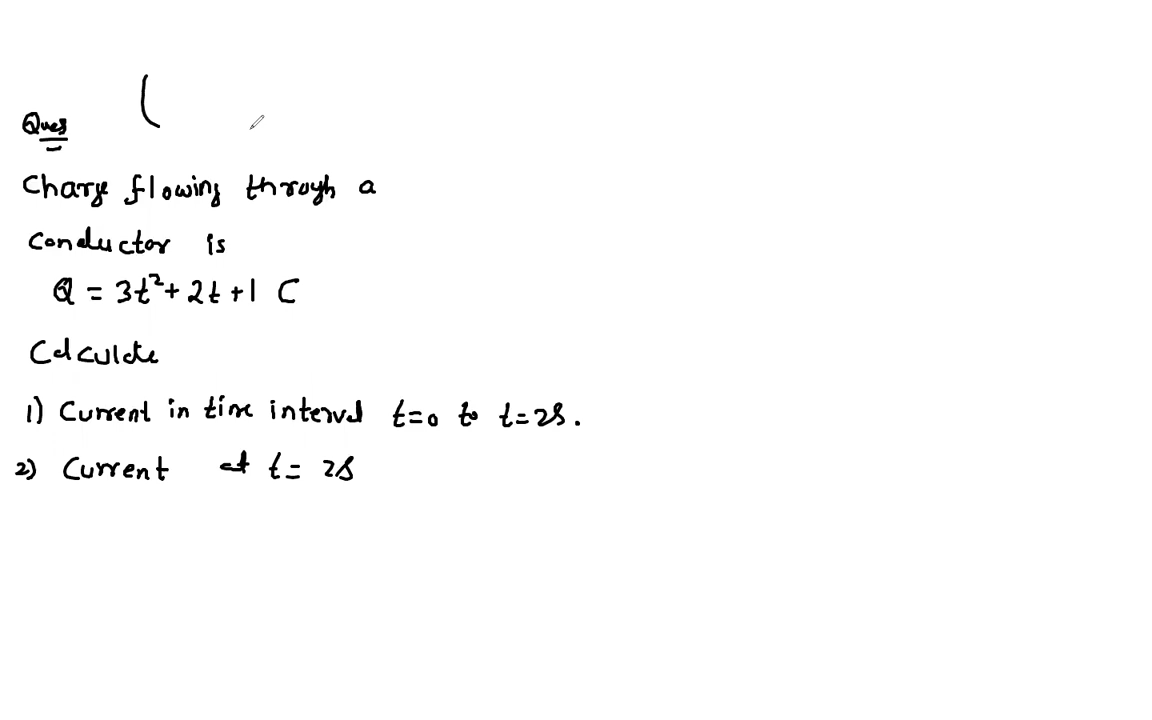 Ques (
Charge flowing through a
conductor is
Q = 3t²+ 2t +1 C
Calculate
1) Current in time interval t=0 to t=2s.
2) Current at t= 2s